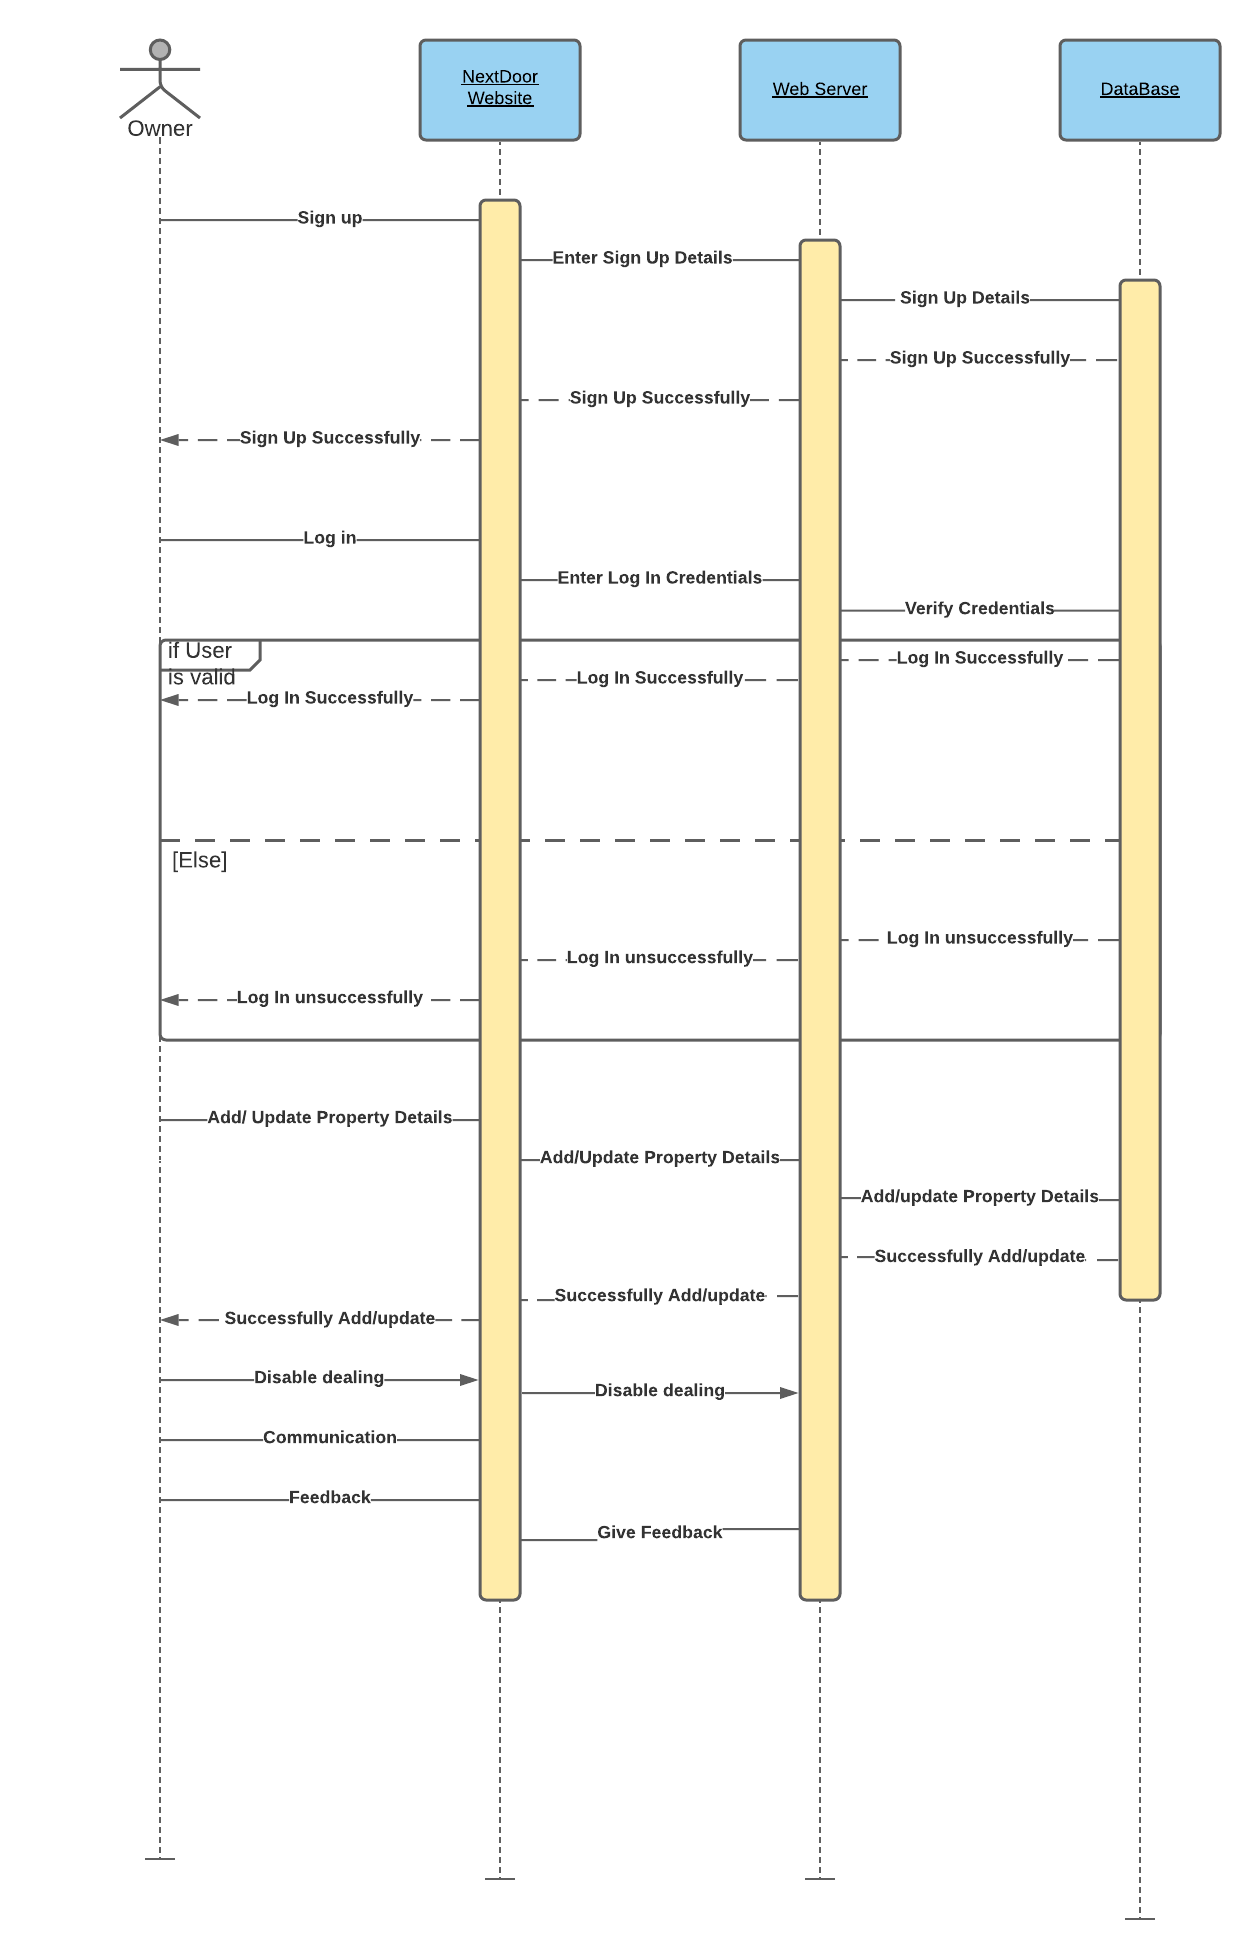 Owner
NextDoor
Website
Web Server
DataBase
Sign up
Enter Sign Up Details
Sign Up Details
Sign Up Successfully
Sign Up Successfully
Sign Up Successfully
Log in
Enter Log In Credentials
Verify Credentials
if User
is valid
Log In Successfully
Log In Successfully
Log In Successfully
[Else]
Log In unsuccessfully
Log In unsuccessfully
Log In unsuccessfully
Add/ Update Property Details
Add/Update Property Details
Add/update Property Details
Successfully Add/update
Successfully Add/update
Successfully Add/update
Disable dealing
Disable dealing
Communication
Feedback
Give Feedback